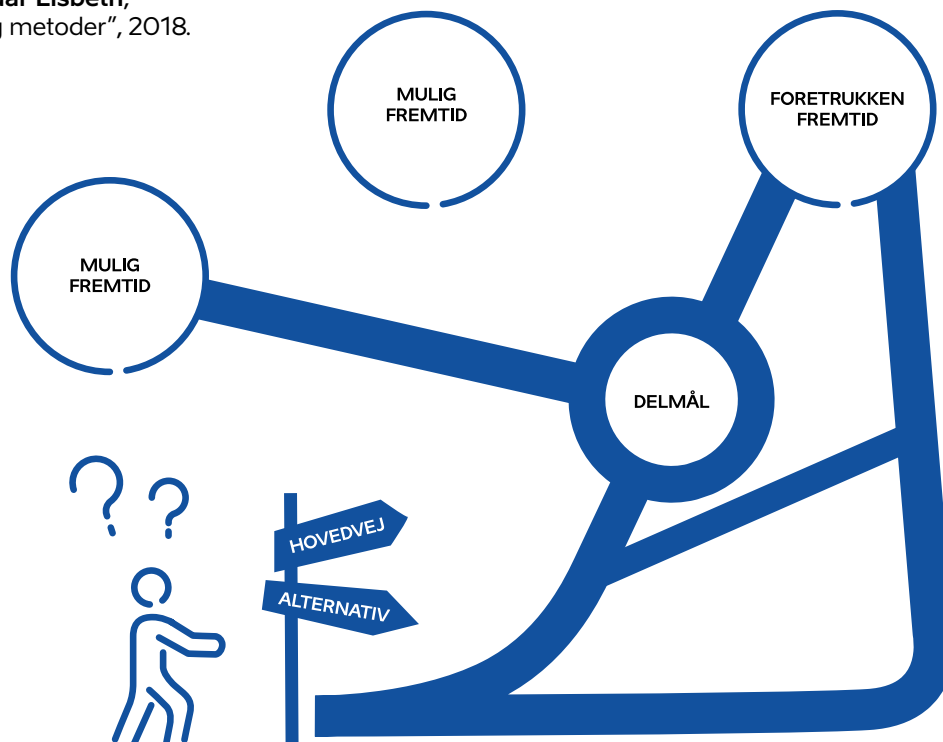 metoder”, 2018.
MULIG
FREMTID
FORETRUKKEN
FREMTID
MULIG
FREMTID
DELMÅL
HOVEDVEJ
ALTERNATIV